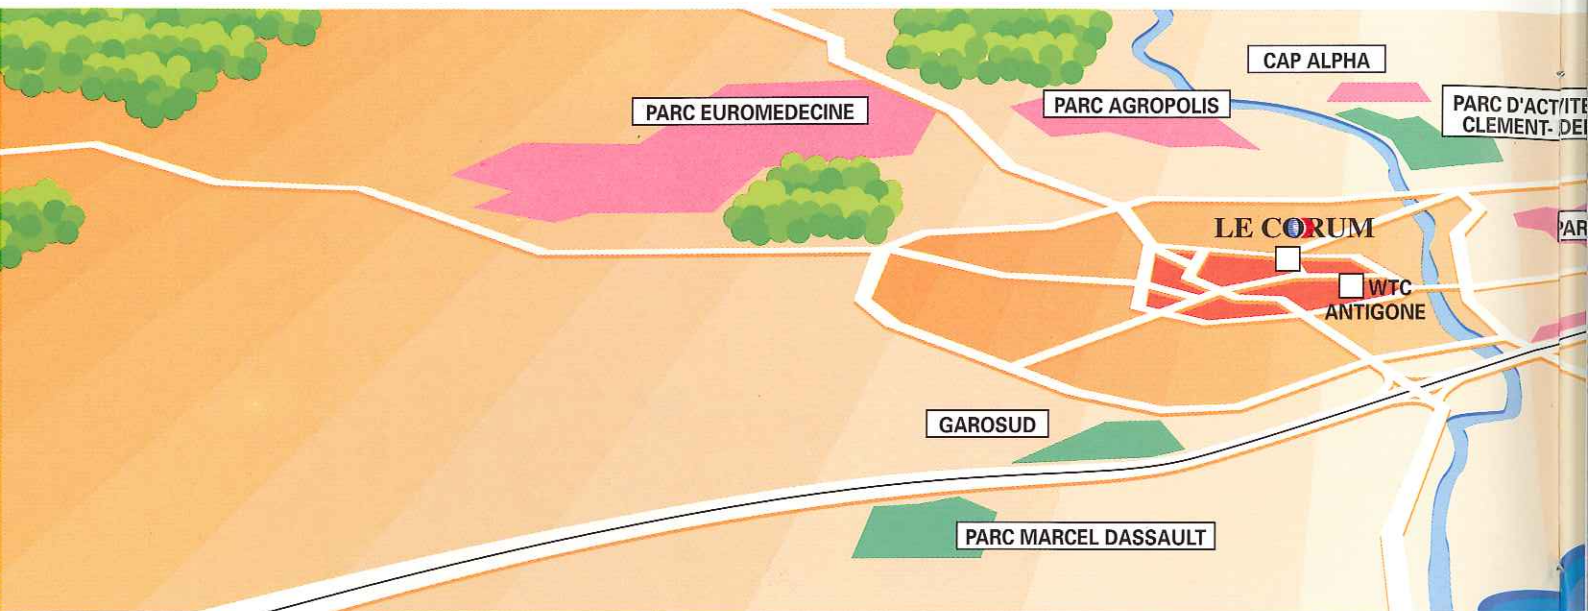 CAP ALPHA
PARC EUROMEDECINE
PARC AGROPOLIS
PARC D'ACT
CLEMENT-
LE CORUM
WTC
ANTIGONE
GAROSUD
PARC MARCEL DASSAULT